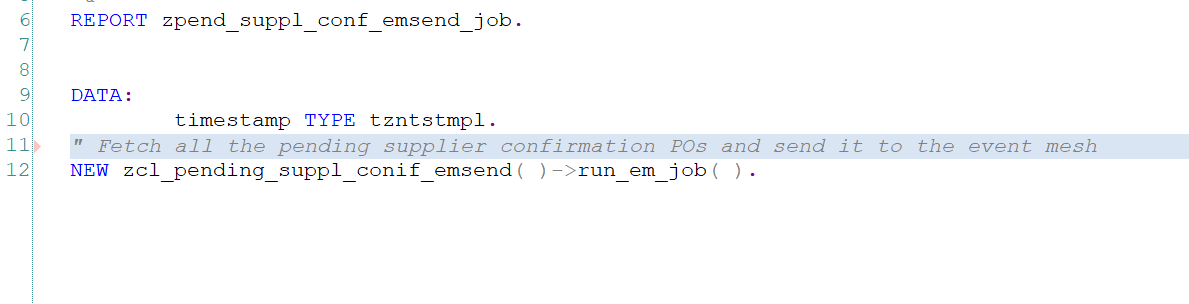 6 REPORT zpend_suppl_conf_emsend_job.
7
8
9 DATA:
10 timestamp TYPE tzntstmpl.
11 " Fetch all the pending supplier confirmation POs and send it to the event mesh
12 NEW zcl_pending_suppl_conif_emsend( )->run_em_job( ).